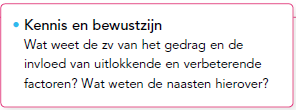 • Kennis en bewustzijn
Wat weet de zv van het gedrag en de
invloed van uitlokkende en verbeterende
factoren? Wat weten de naasten hierover?